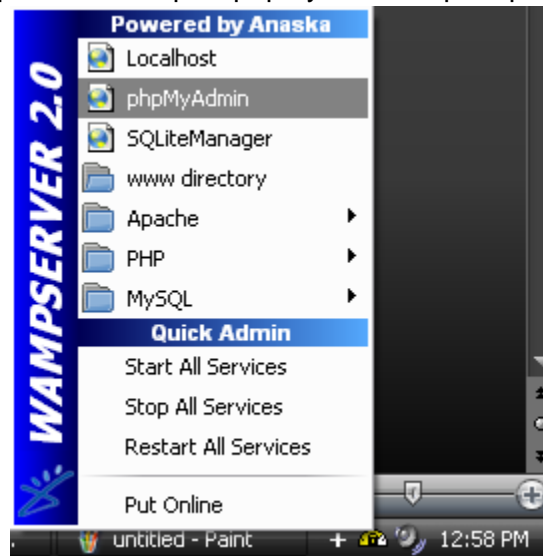 Powered by Anaska
Localhost
phpMyAdmin
SQLiteManager
www directory
Apache
PHP
MySQL
Quick Admin
Start All Services
Stop All Services
Restart All Services
Put Online
WAMPSERVER 2.0
untitled - Paint
12:58 PM